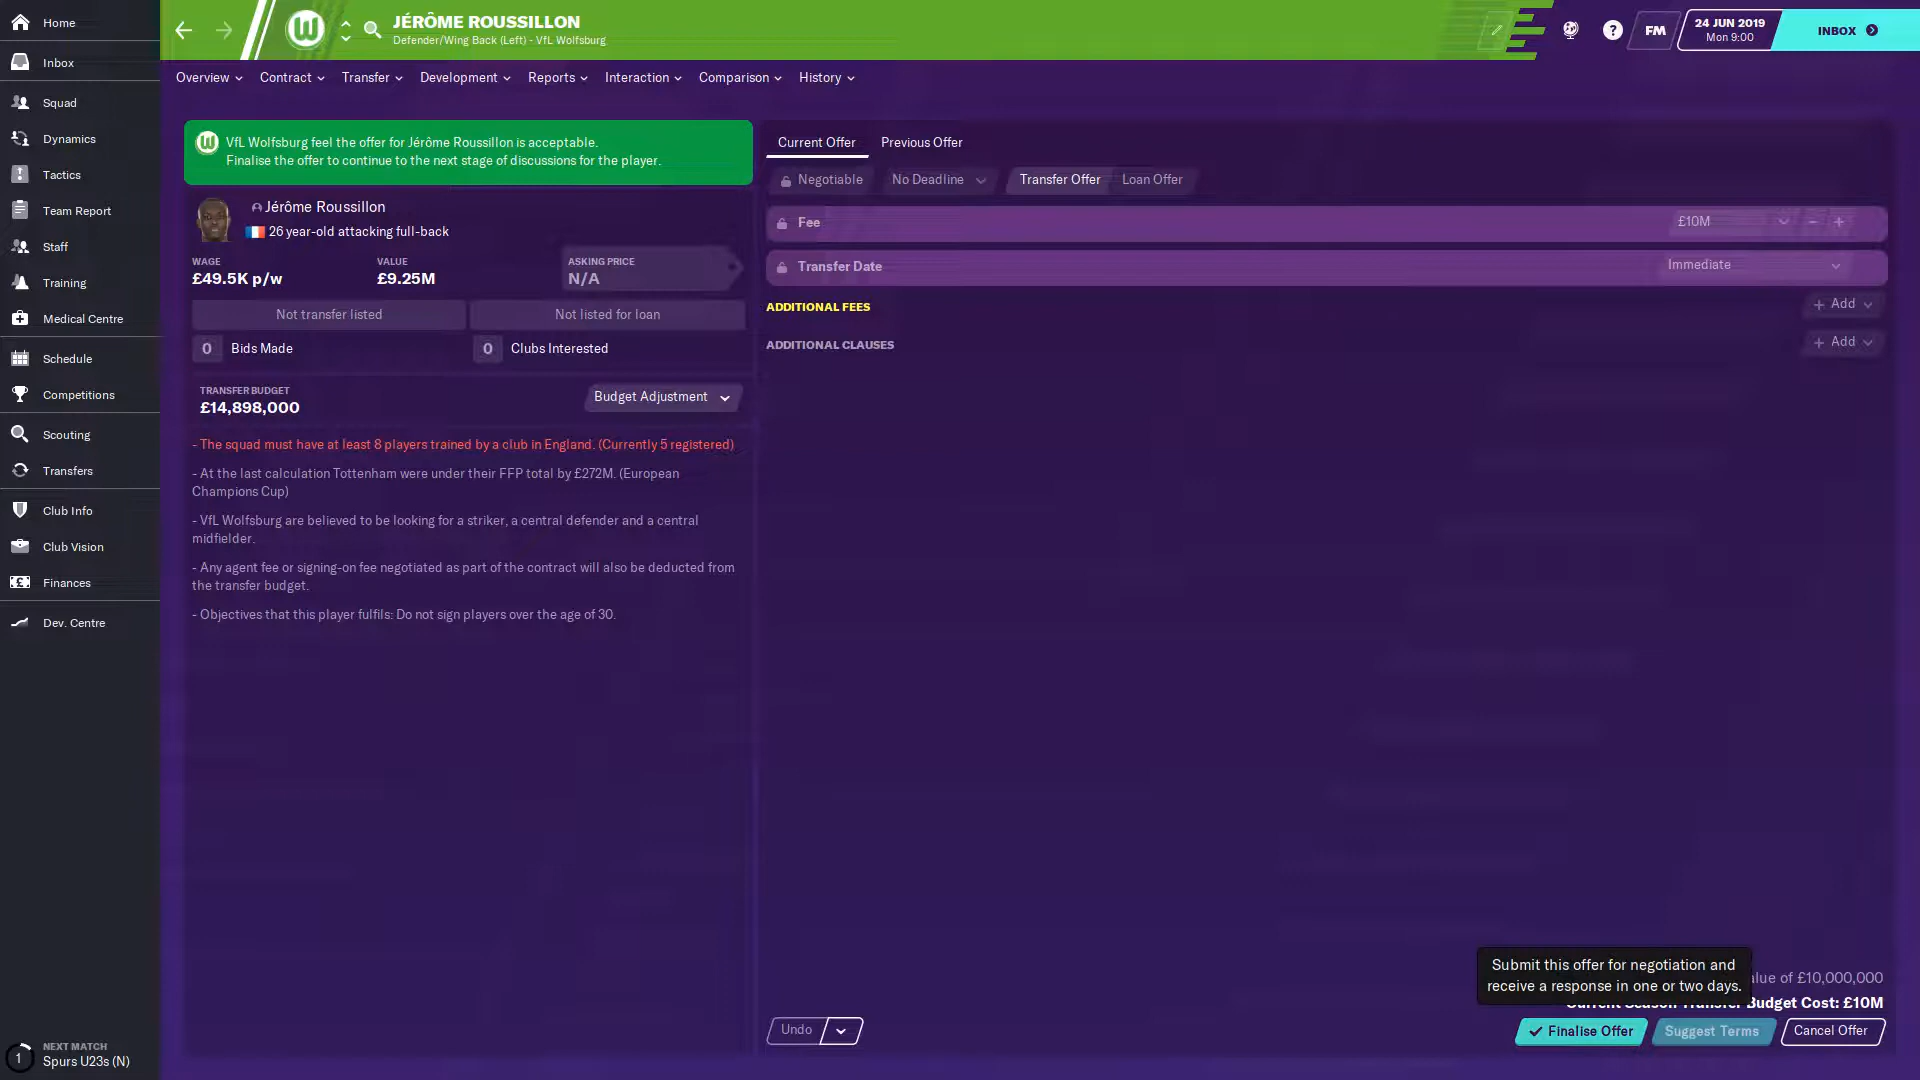 Home
Inbox
Squad
Dynamics
Tactics
Team Report
Staff
Training
Medical Centre
Schedule
Competitions
Scouting
Transfers
Club Info
Club Vision
Finances
Dev. Centre
1
NEXT MATCH
Spurs U23s (N)
JÉRÔME ROUSSILLON
Defender/Wing Back (Left) - VfL Wolfsburg
?
FM
24 JUN 2019
Mon 9:00
INBOX
Overview
Contract
Transfer
Development
Reports
Interaction
Comparison
History
VfL Wolfsburg feel the offer for Jérôme Roussillon is acceptable.
Finalise the offer to continue to the next stage of discussions for the player.
Jérôme Roussillon
26 year-old attacking full-back
WAGE
£49.5K p/w
VALUE
£9.25M
ASKING PRICE
N/A
Not transfer listed
Not listed for loan
0 Bids Made
0 Clubs Interested
TRANSFER BUDGET
£14,898,000
Budget Adjustment
- The squad must have at least 8 players trained by a club in England. (Currently 5 registered)
- At the last calculation Tottenham were under their FFP total by £272M. (European
Champions Cup)
- VfL Wolfsburg are believed to be looking for a striker, a central defender and a central
midfielder.
- Any agent fee or signing-on fee negotiated as part of the contract will also be deducted from
the transfer budget.
- Objectives that this player fulfils: Do not sign players over the age of 30.
Current Offer
Previous Offer
Negotiable
No Deadline
Transfer Offer
Loan Offer
Fee
£10M
Transfer Date
Immediate
ADDITIONAL FEES
+ Add
ADDITIONAL CLAUSES
+ Add
Submit this offer for negotiation and
receive a response in one or two days.
of £10,000,000
Budget Cost: £10M
Undo
Finalise Offer
Suggest Terms
Cancel Offer